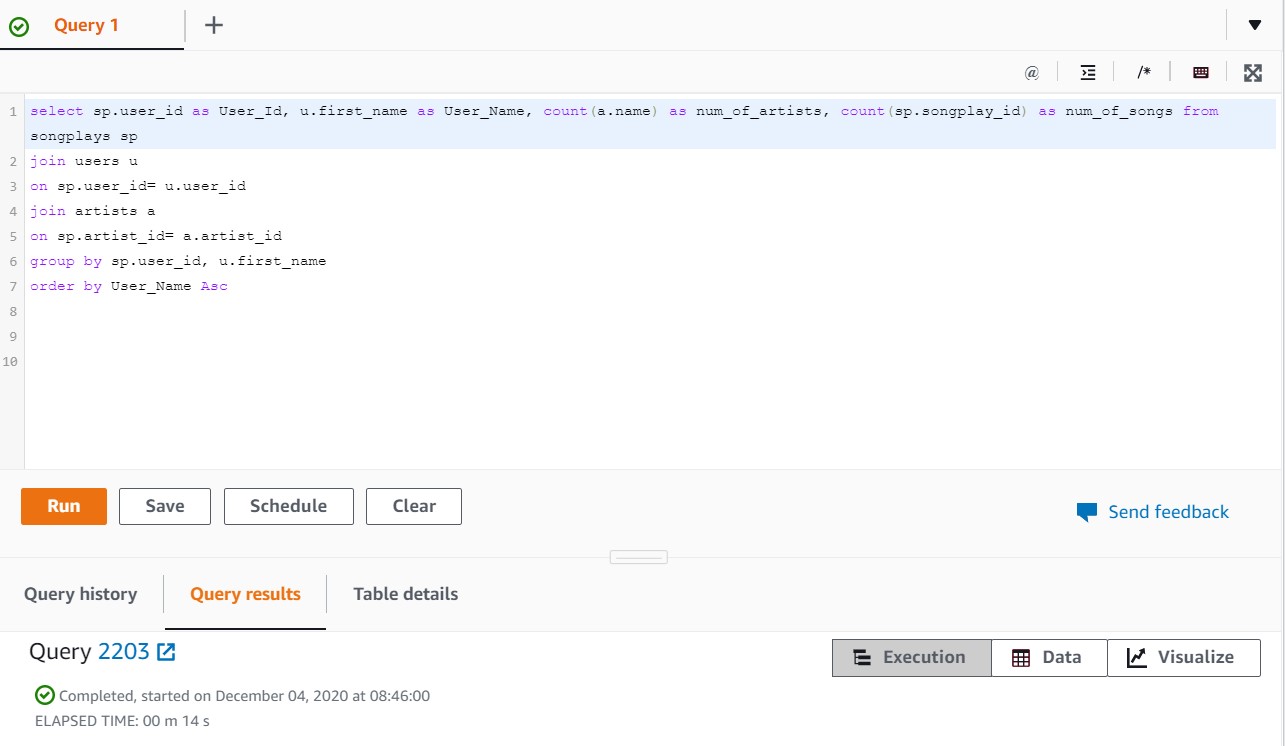 Query 1
@ /*
1 select sp.user_id as User_Id, u.first_name as User_Name, count(a.name) as num_of_artists, count(sp.songplay_id) as num_of_songs from
songplays sp
2 join users u
3 on sp.user_id= u.user_id
4 join artists a
5 on sp.artist_id= a.artist_id
6 group by sp.user_id, u.first_name
7 order by User_Name Asc
8
9
10
Run Save Schedule Clear Send feedback
Query history Query results Table details
Query 2203 Execution Data Visualize
Completed, started on December 04, 2020 at 08:46:00
ELAPSED TIME: 00 m 14 s